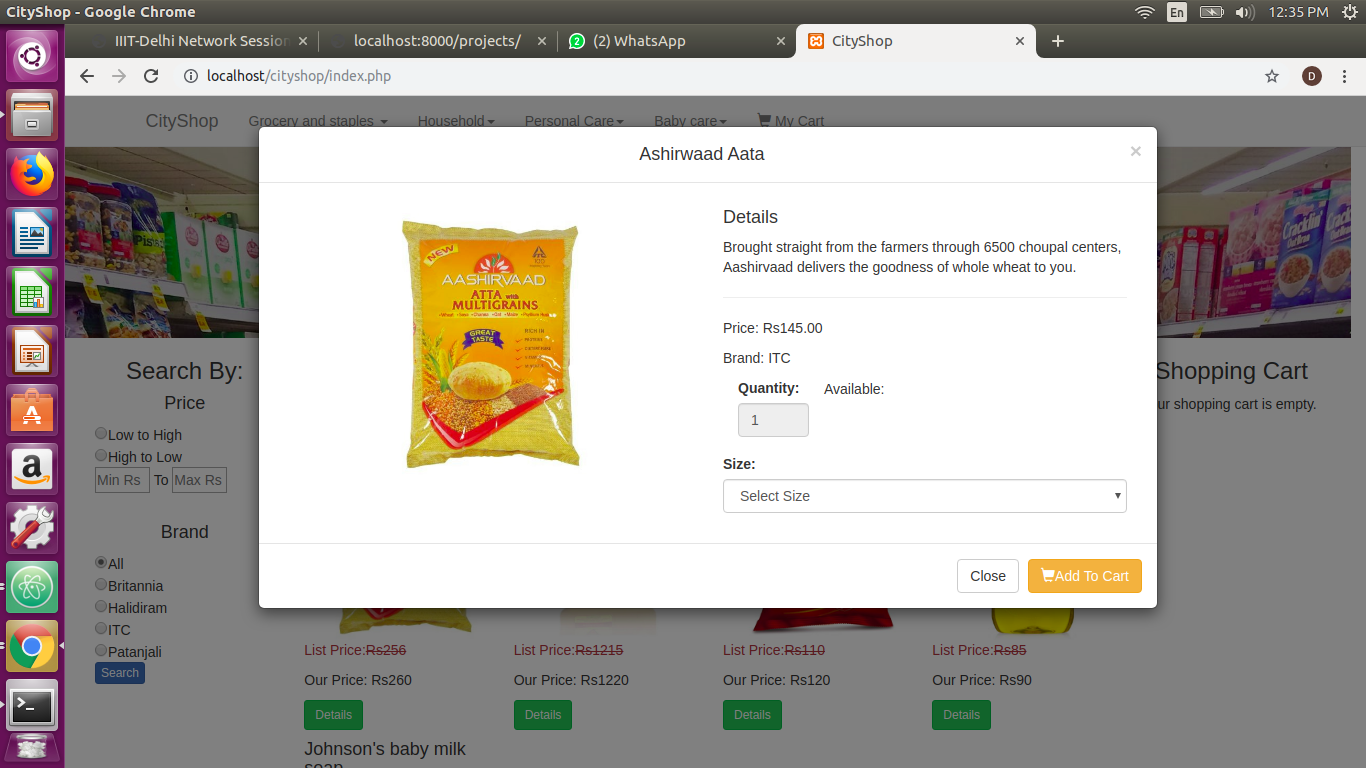 CityShop - Google Chrome
En
12:35 PM
IIIT-Delhi Network Session
localhost:8000/projects/
2
(2) WhatsApp
CityShop
localhost/cityshop/index.php
D
CityShop
Grocery and staples
Household
Personal Care
Baby care
My Cart
Ashirwaad Aata
×
NEW
ITC
AASHIRVAAD
ATTA with
MULTIGRAINS
GREAT
TASTE
RICH IN
Details
Brought straight from the farmers through 6500 choupal centers,
Aashirvaad delivers the goodness of whole wheat to you.
Price: Rs145.00
Brand: ITC
Quantity:
Available:
1
Size:
Select Size
Close
Add To Cart
Search By:
Price
Low to High
High to Low
Min Rs To Max Rs
Brand
All
Britannia
Halidiram
ITC
Patanjali
Search
Shopping Cart
ur shopping cart is empty.
List Price:Rs256
Our Price: Rs260
Details
List Price:Rs1215
Our Price: Rs1220
Details
List Price:Rs110
Our Price: Rs120
Details
List Price:Rs85
Our Price: Rs90
Details
Johnson's baby milk
soap